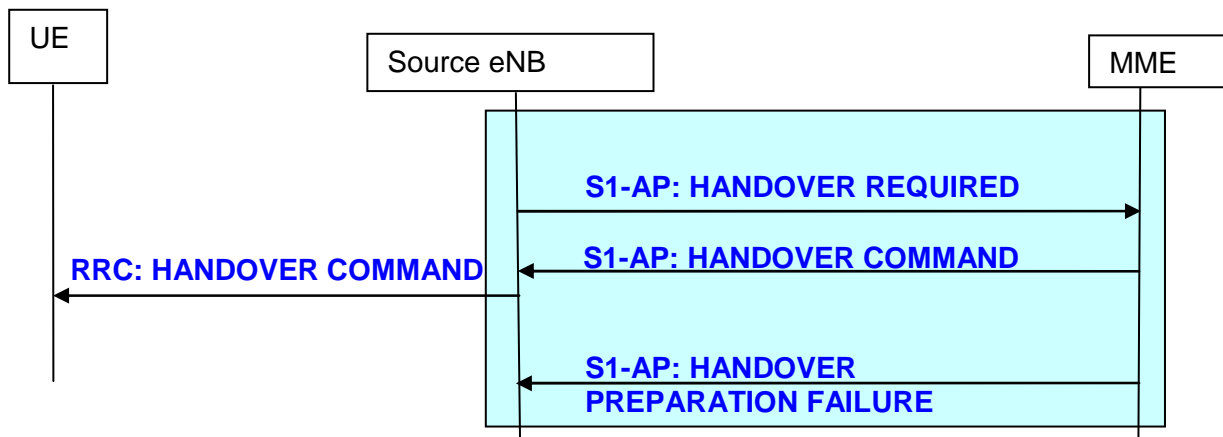 UE
Source eNB
MME
S1-AP: HANDOVER REQUIRED
S1-AP: HANDOVER COMMAND
RRC: HANDOVER COMMAND
S1-AP: HANDOVER
PREPARATION FAILURE